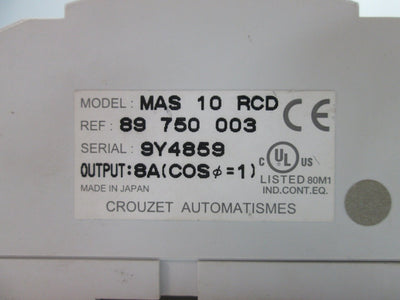 MODEL : MAS 10 RCD
REF : 89 750 003
SERIAL : 9Y4859
OUTPUT:8A(COSϕ=1)
MADE IN JAPAN
CROUZET AUTOMATISMES
CE
C UL US
LISTED 80M1
IND.CONT.EQ.